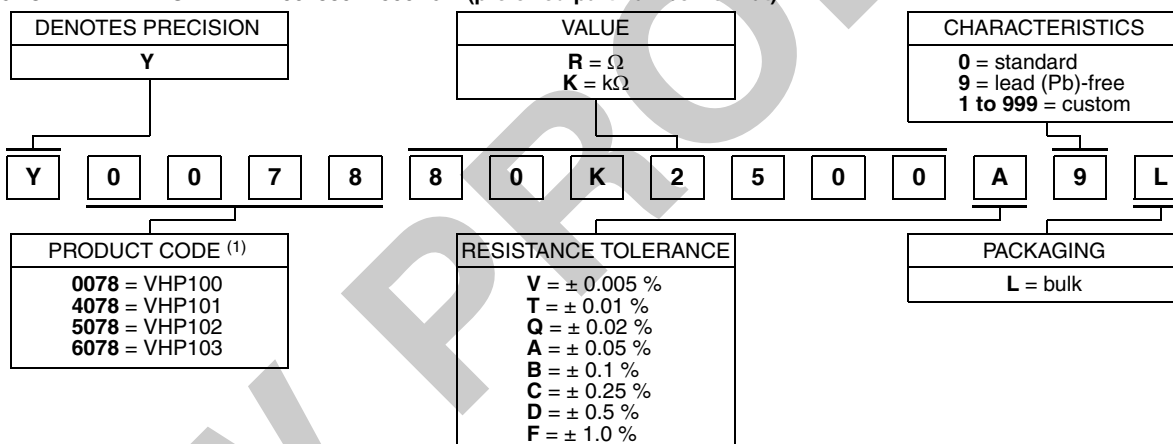 DENOTES PRECISION
Y
VALUE
R = Ω
K = kΩ
CHARACTERISTICS
0 = standard
9 = lead (Pb)-free
1 to 999 = custom
Y 0 0 7 8 8 0 K 2 5 0 0 A 9 L
PRODUCT CODE (1)
0078 = VHP100
4078 = VHP101
5078 = VHP102
6078 = VHP103
RESISTANCE TOLERANCE
V = ± 0.005 %
T = ± 0.01 %
Q = ± 0.02 %
A = ± 0.05 %
B = ± 0.1 %
C = ± 0.25 %
D = ± 0.5 %
F = ± 1.0 %
PACKAGING
L = bulk